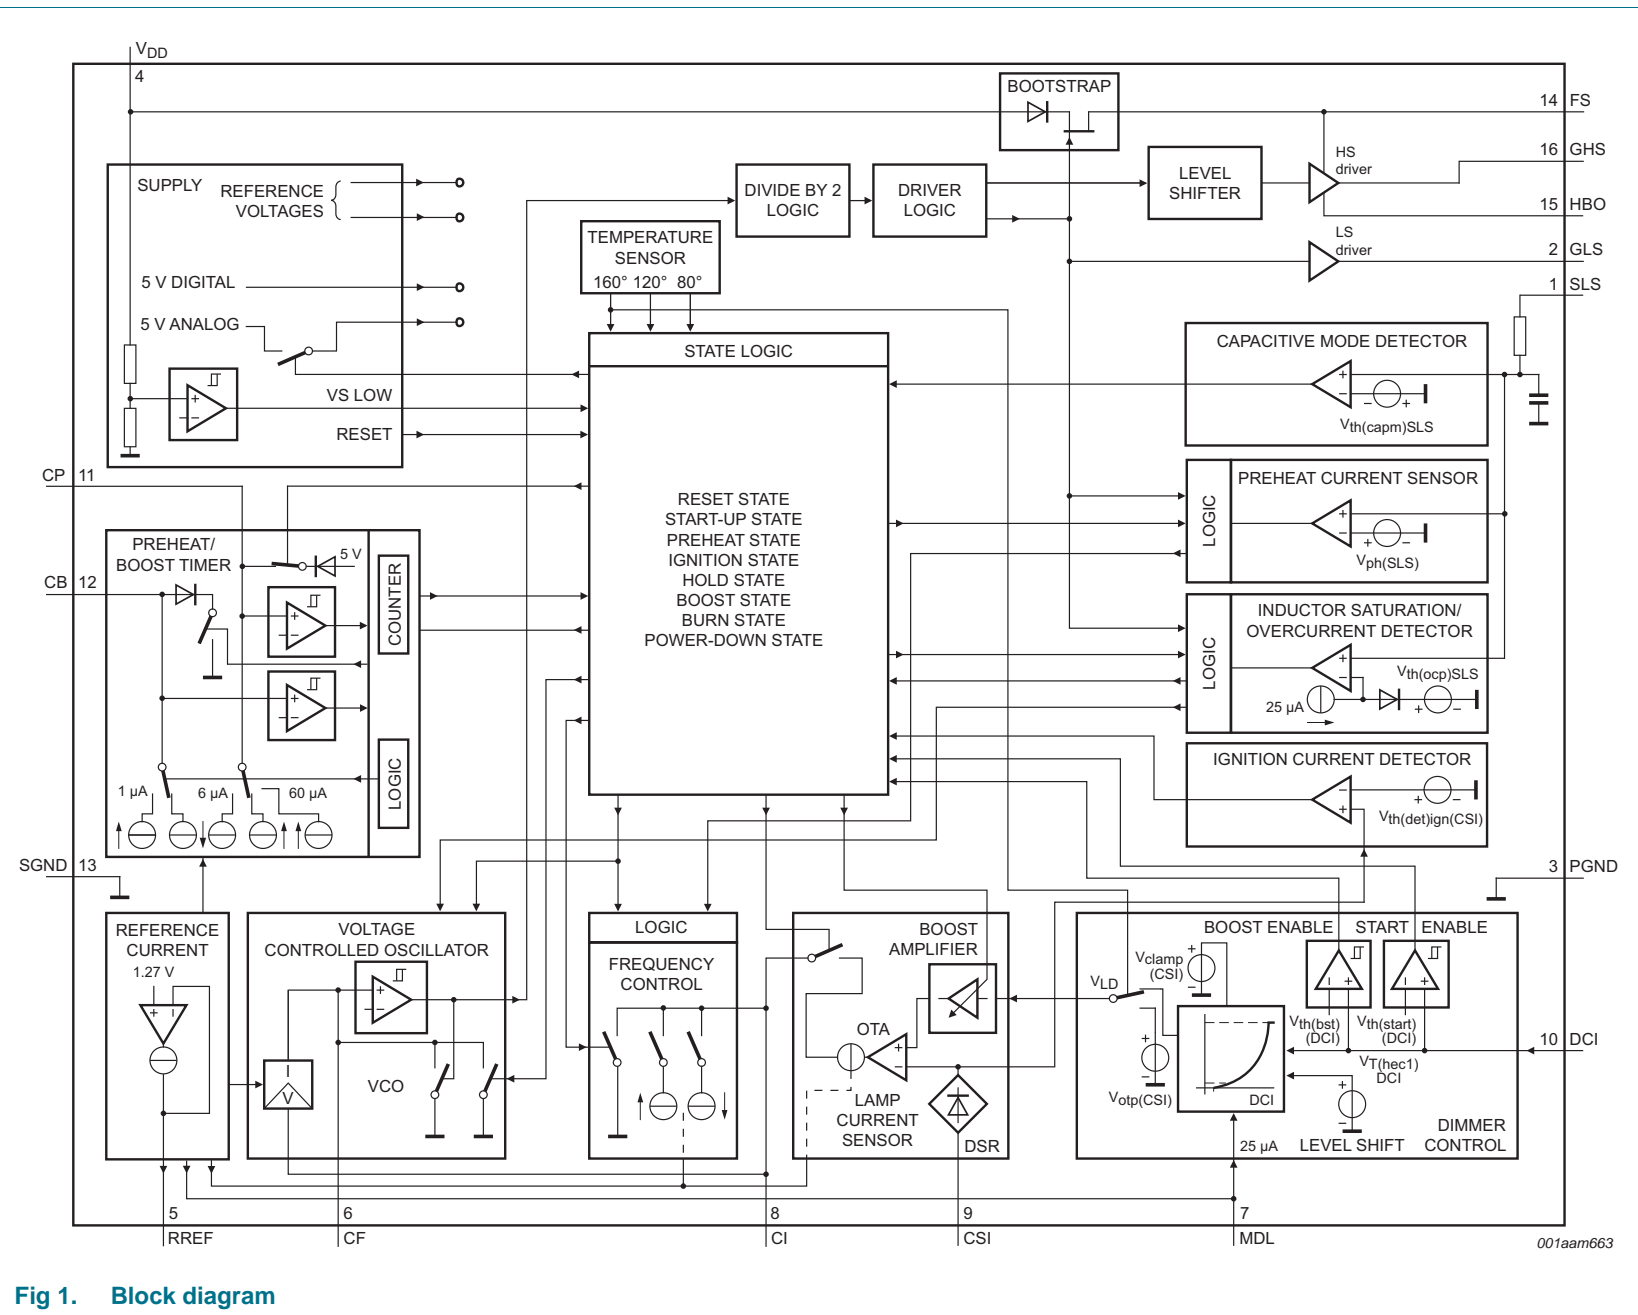 VDD
4
BOOTSTRAP
14 FS
16 GHS
HS
driver
15 HBO
LS
driver
2 GLS
1 SLS
LEVEL
SHIFTER
DIVIDE BY 2
LOGIC
DRIVER
LOGIC
SUPPLY
REFERENCE
VOLTAGES
5 V DIGITAL
5 V ANALOG
VS LOW
RESET
TEMPERATURE
SENSOR
160° 120° 80°
STATE LOGIC
RESET STATE
START-UP STATE
PREHEAT STATE
IGNITION STATE
HOLD STATE
BOOST STATE
BURN STATE
POWER-DOWN STATE
CAPACITIVE MODE DETECTOR
+
−
− +
Vth(capm)SLS
LOGIC
PREHEAT CURRENT SENSOR
+
−
+ −
Vph(SLS)
LOGIC
INDUCTOR SATURATION/
OVERCURRENT DETECTOR
+
−
Vth(ocp)SLS
25 µA
+ −
IGNITION CURRENT DETECTOR
−
+
+ −
Vth(det)ign(CSI)
CP 11
CB 12
PREHEAT/
BOOST TIMER
5 V
+
−
+
−
COUNTER
LOGIC
1 µA
6 µA
60 µA
SGND 13
3 PGND
REFERENCE
CURRENT
1.27 V
+ −
VOLTAGE
CONTROLLED OSCILLATOR
+
−
I
V
VCO
LOGIC
FREQUENCY
CONTROL
BOOST
AMPLIFIER
OTA
+
−
LAMP
CURRENT
SENSOR
DSR
BOOST ENABLE
START ENABLE
Vclamp
(CSI)
+
−
VLD
Vth(bst)
(DCI)
Vth(start)
(DCI)
10 DCI
VT(hec1)
DCI
+
−
Votp(CSI)
DCI
+
−
LEVEL SHIFT
DIMMER
CONTROL
25 µA
5
RREF
6
CF
8
CI
9
CSI
7
MDL
001aam663
Fig 1. Block diagram